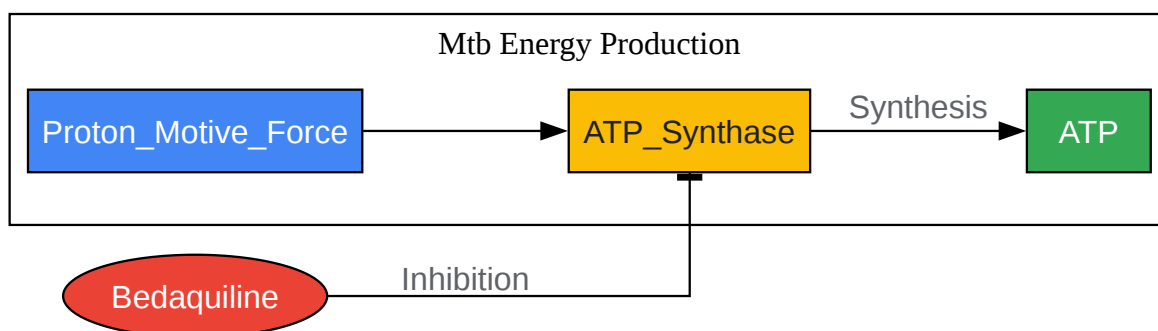 Mtb Energy Production
Proton_Motive_Force
ATP_Synthase
Synthesis
ATP
Bedaquiline
Inhibition